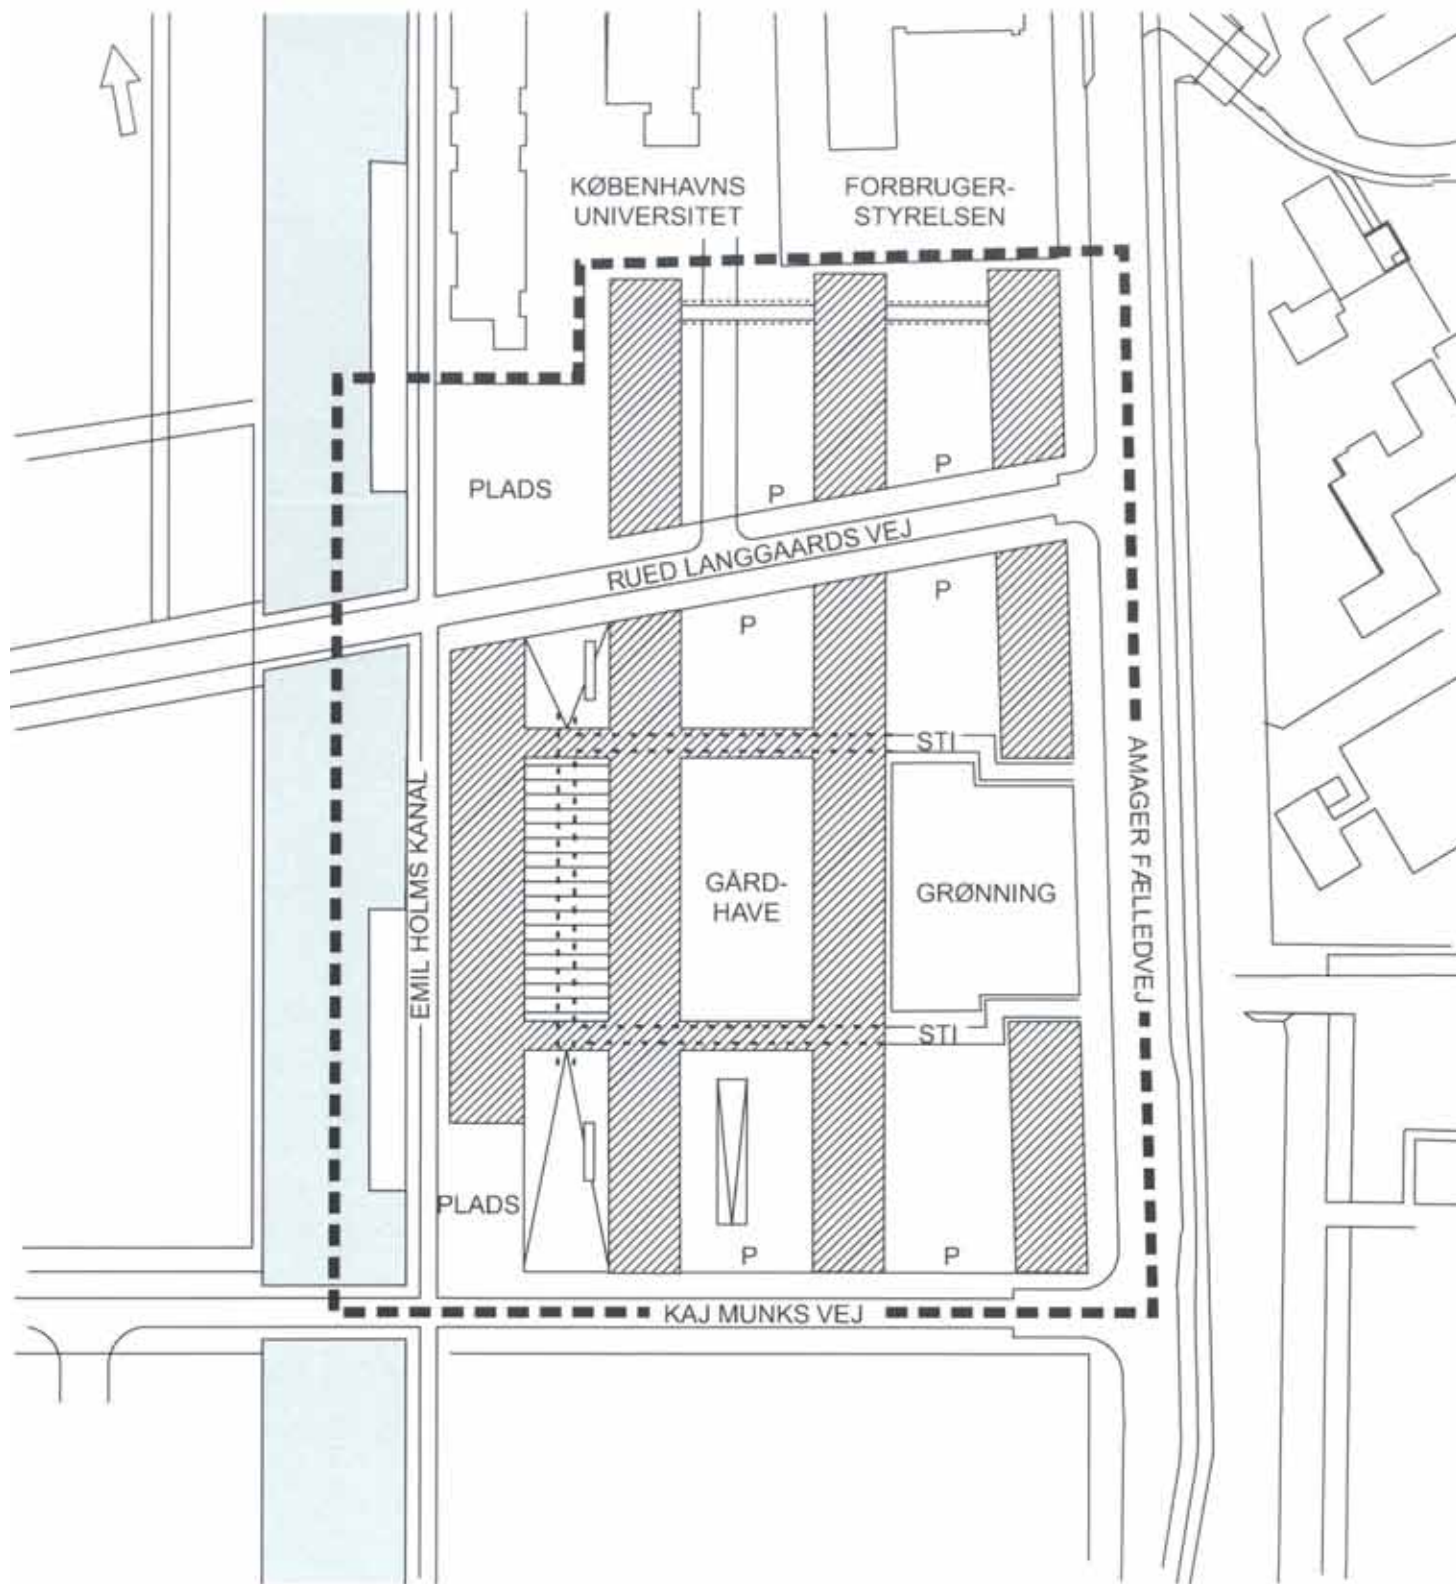 KØBENHAVNS
UNIVERSITET
FORBRUGER-
STYRELSEN
PLADS
P
P
RUED LANGGAARDS VEJ
P
P
STI
EMIL HOLMS KANAL
GÅRD-
HAVE
GRØNNING
AMAGER FÆLLEDVEJ
STI
PLADS
P
P
KAJ MUNKS VEJ